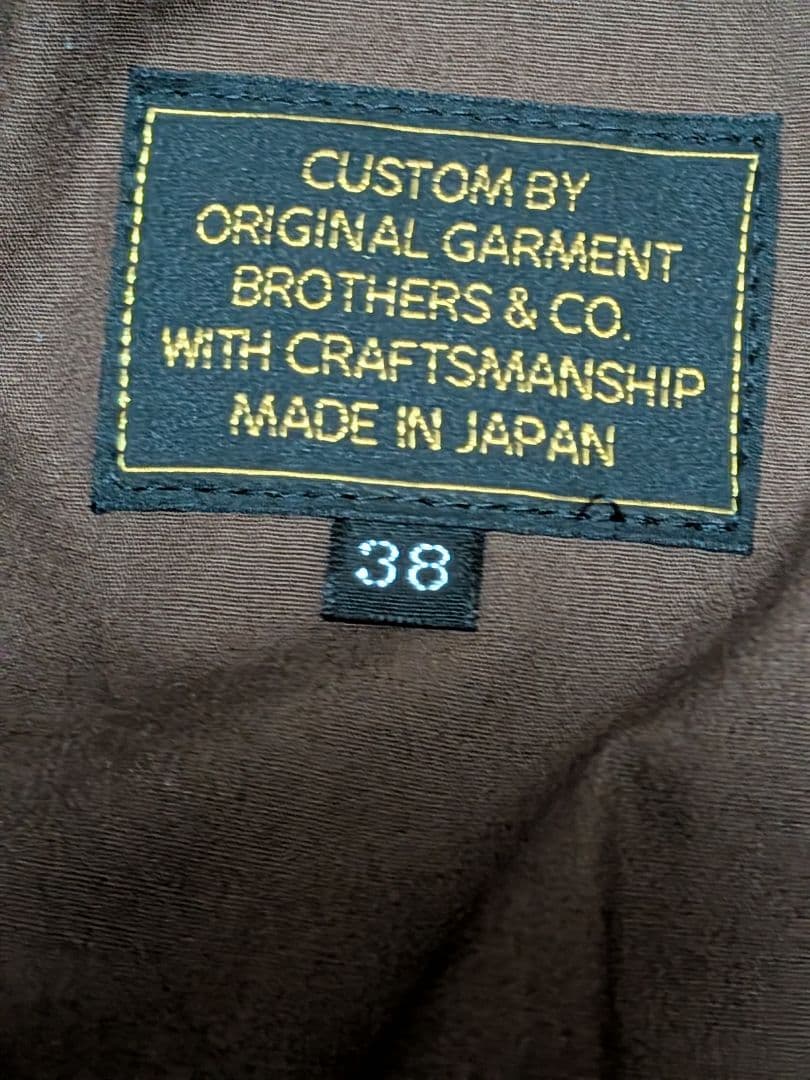 CUSTOM BY
ORIGINAL GARMENT
BROTHERS & CO.
WITH CRAFTSMANSHIP
MADE IN JAPAN
38